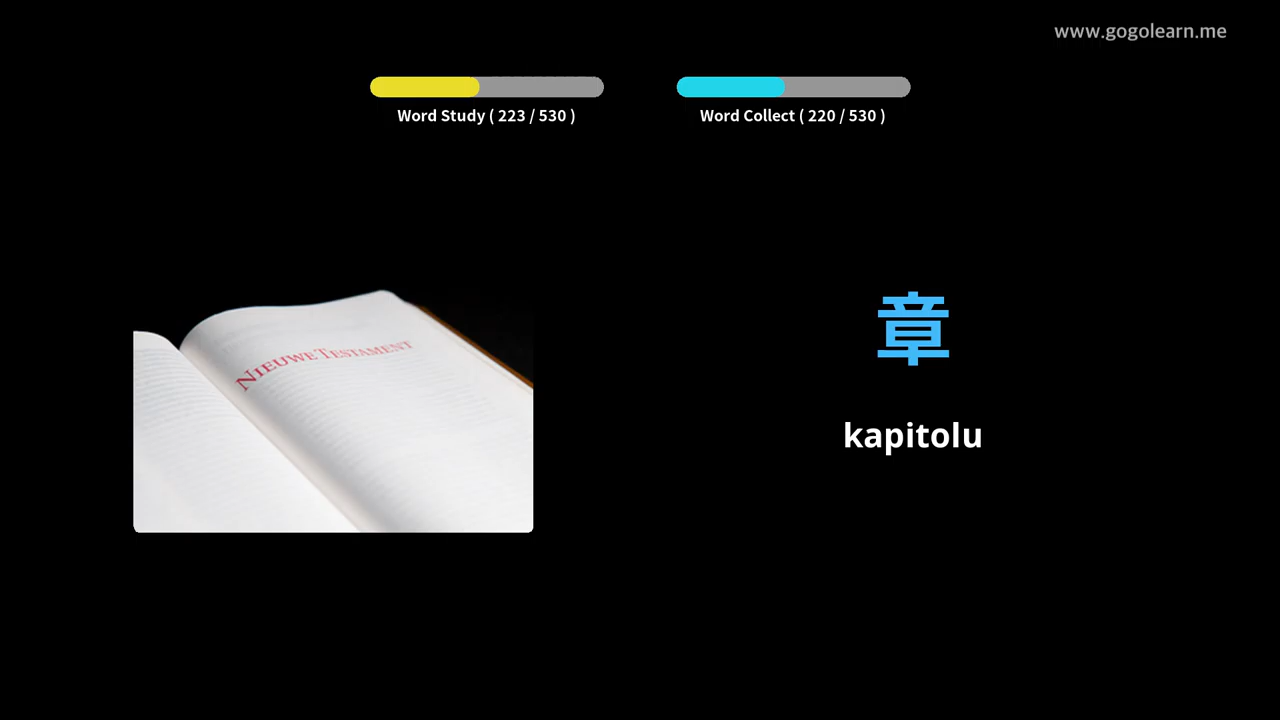 www.gogolearn.me
Word Study ( 223 / 530 )
Word Collect ( 220 / 530 )
NIEUWE TESTAMENT
章
kapitolu